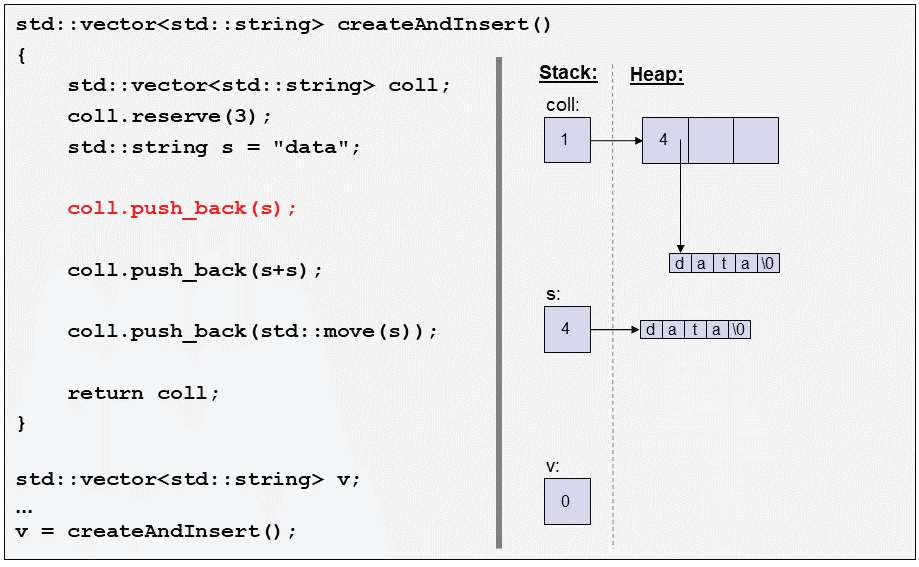 std::vector<std::string> createAndInsert()
{
std::vector<std::string> coll;
coll.reserve(3);
std::string s = "data";
coll.push_back(s);
coll.push_back(s+s);
coll.push_back(std::move(s));
return coll;
}
std::vector<std::string> v;
...
v = createAndInsert();
Stack: Heap:
coll:
1 4
d a t a \0
s:
4 d a t a \0
v:
0